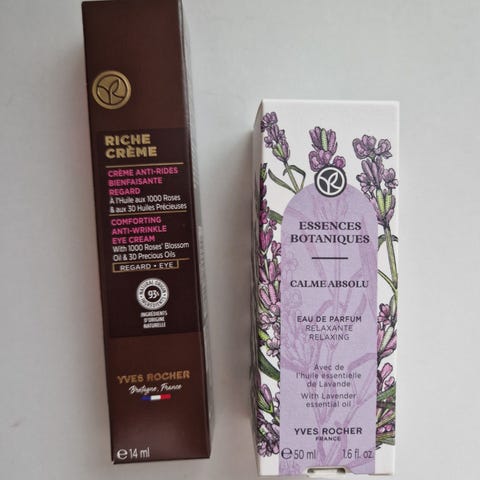 RICHE
CRÈME
CRÈME ANTI-RIDES
BIENFAISANTE
REGARD
À l'Huile aux 1000 Roses
& aux 30 Huiles Précieuses
COMFORTING
ANTI-WRINKLE
EYE CREAM
With 1000 Roses' Blossom
Oil & 30 Precious Oils
REGARD • EYE
93%
INGRÉDIENTS
D'ORIGINE
NATURELLE
YVES ROCHER
Bretagne, France
℮ 14 ml
ESSENCES
BOTANIQUES
CALME ABSOLU
EAU DE PARFUM
RELAXANTE
RELAXING
Avec de
l'huile essentielle
de Lavande
With Lavender
essential oil
YVES ROCHER
FRANCE
℮ 50 ml 1.6 fl. oz.